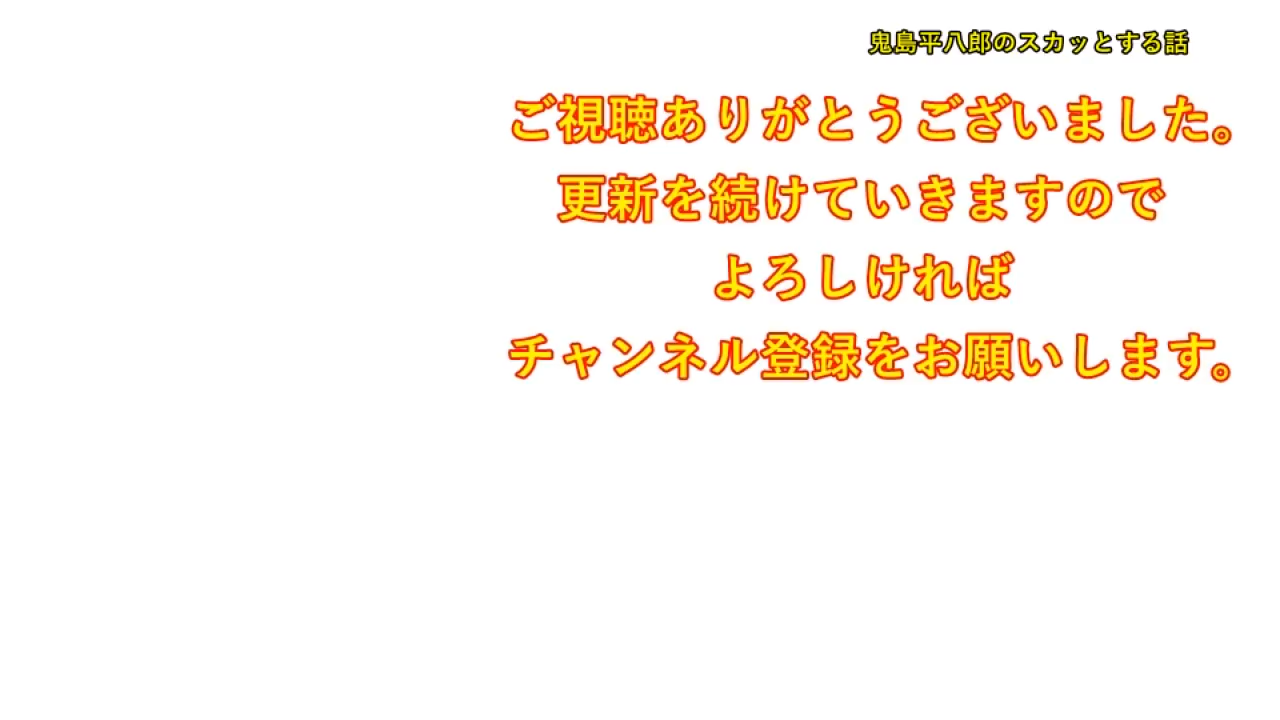 鬼島平八郎のスカッとする話
ご視聴ありがとうございました。
更新を続けていきますので
よろしければ
チャンネル登録をお願いします。